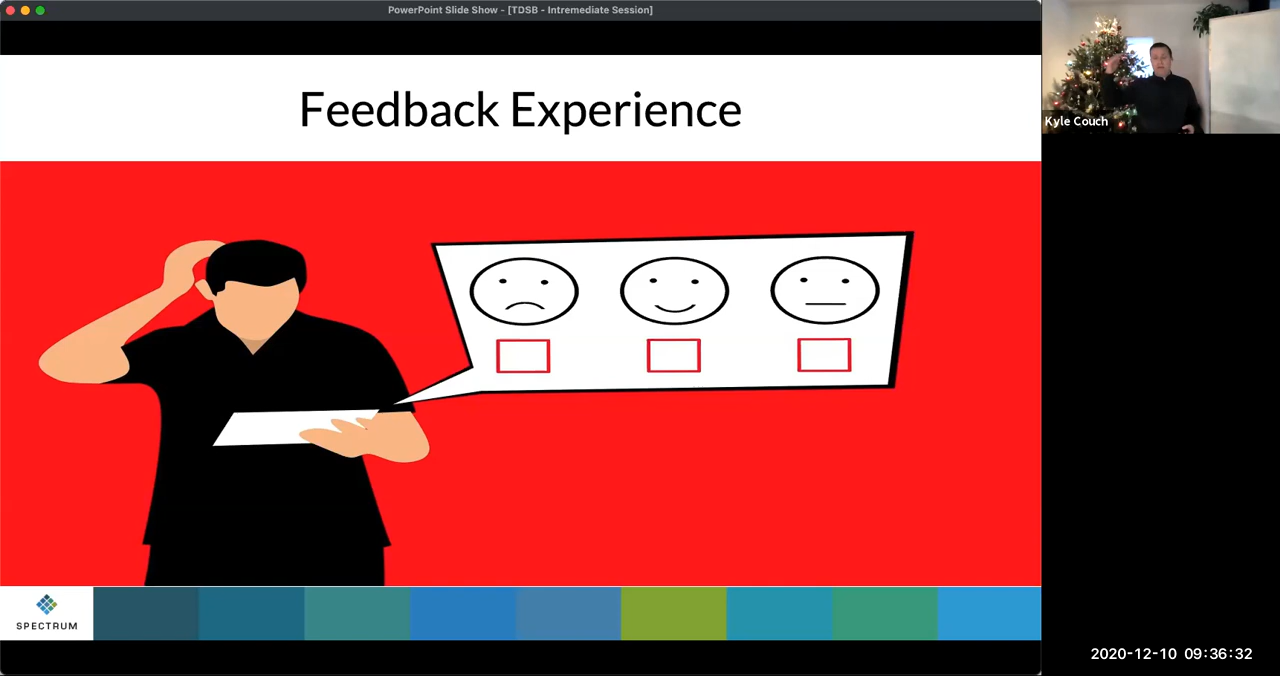 PowerPoint Slide Show - [TDSB - Intremediate Session]
Feedback Experience
Kyle Couch
SPECTRUM
2020-12-10 09:36:32